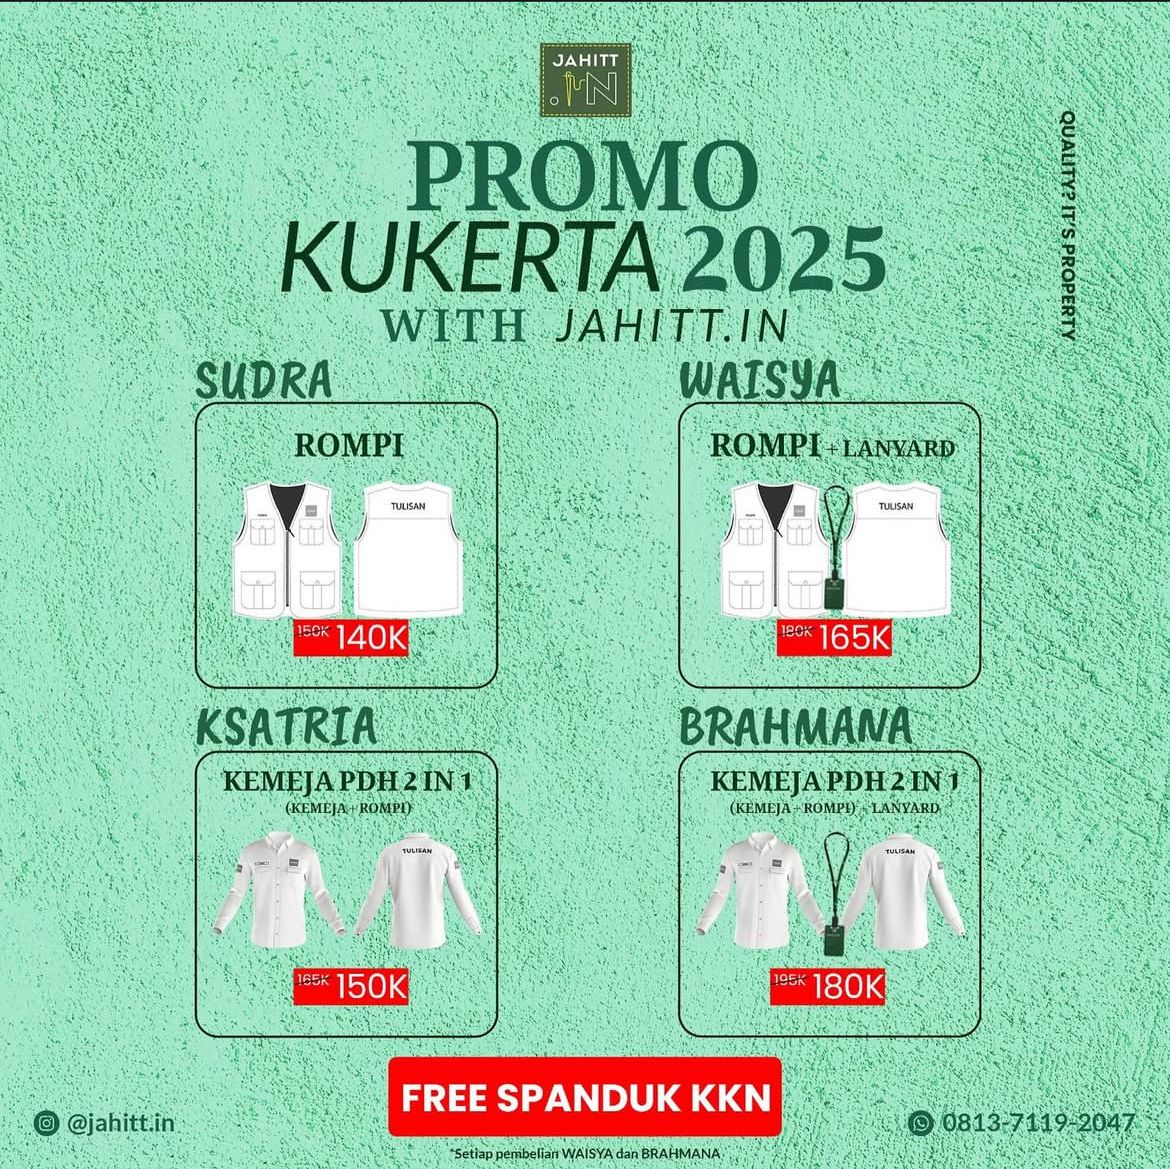 JAHITT
.IN
PROMO
KUKERTA 2025
WITH JAHITT.IN
QUALITY? IT'S PROPERTY
SUDRA
ROMPI
TULISAN
150K 140K
WAISYA
ROMPI + LANYARD
TULISAN
180K 165K
KSATRIA
KEMEJA PDH 2 IN 1
(KEMEJA + ROMPI)
TULISAN
165K 150K
BRAHMANA
KEMEJA PDH 2 IN 1
(KEMEJA + ROMPI) + LANYARD
TULISAN
195K 180K
FREE SPANDUK KKN
@jahitt.in
0813-7119-2047
*Setiap pembelian WAISYA dan BRAHMANA